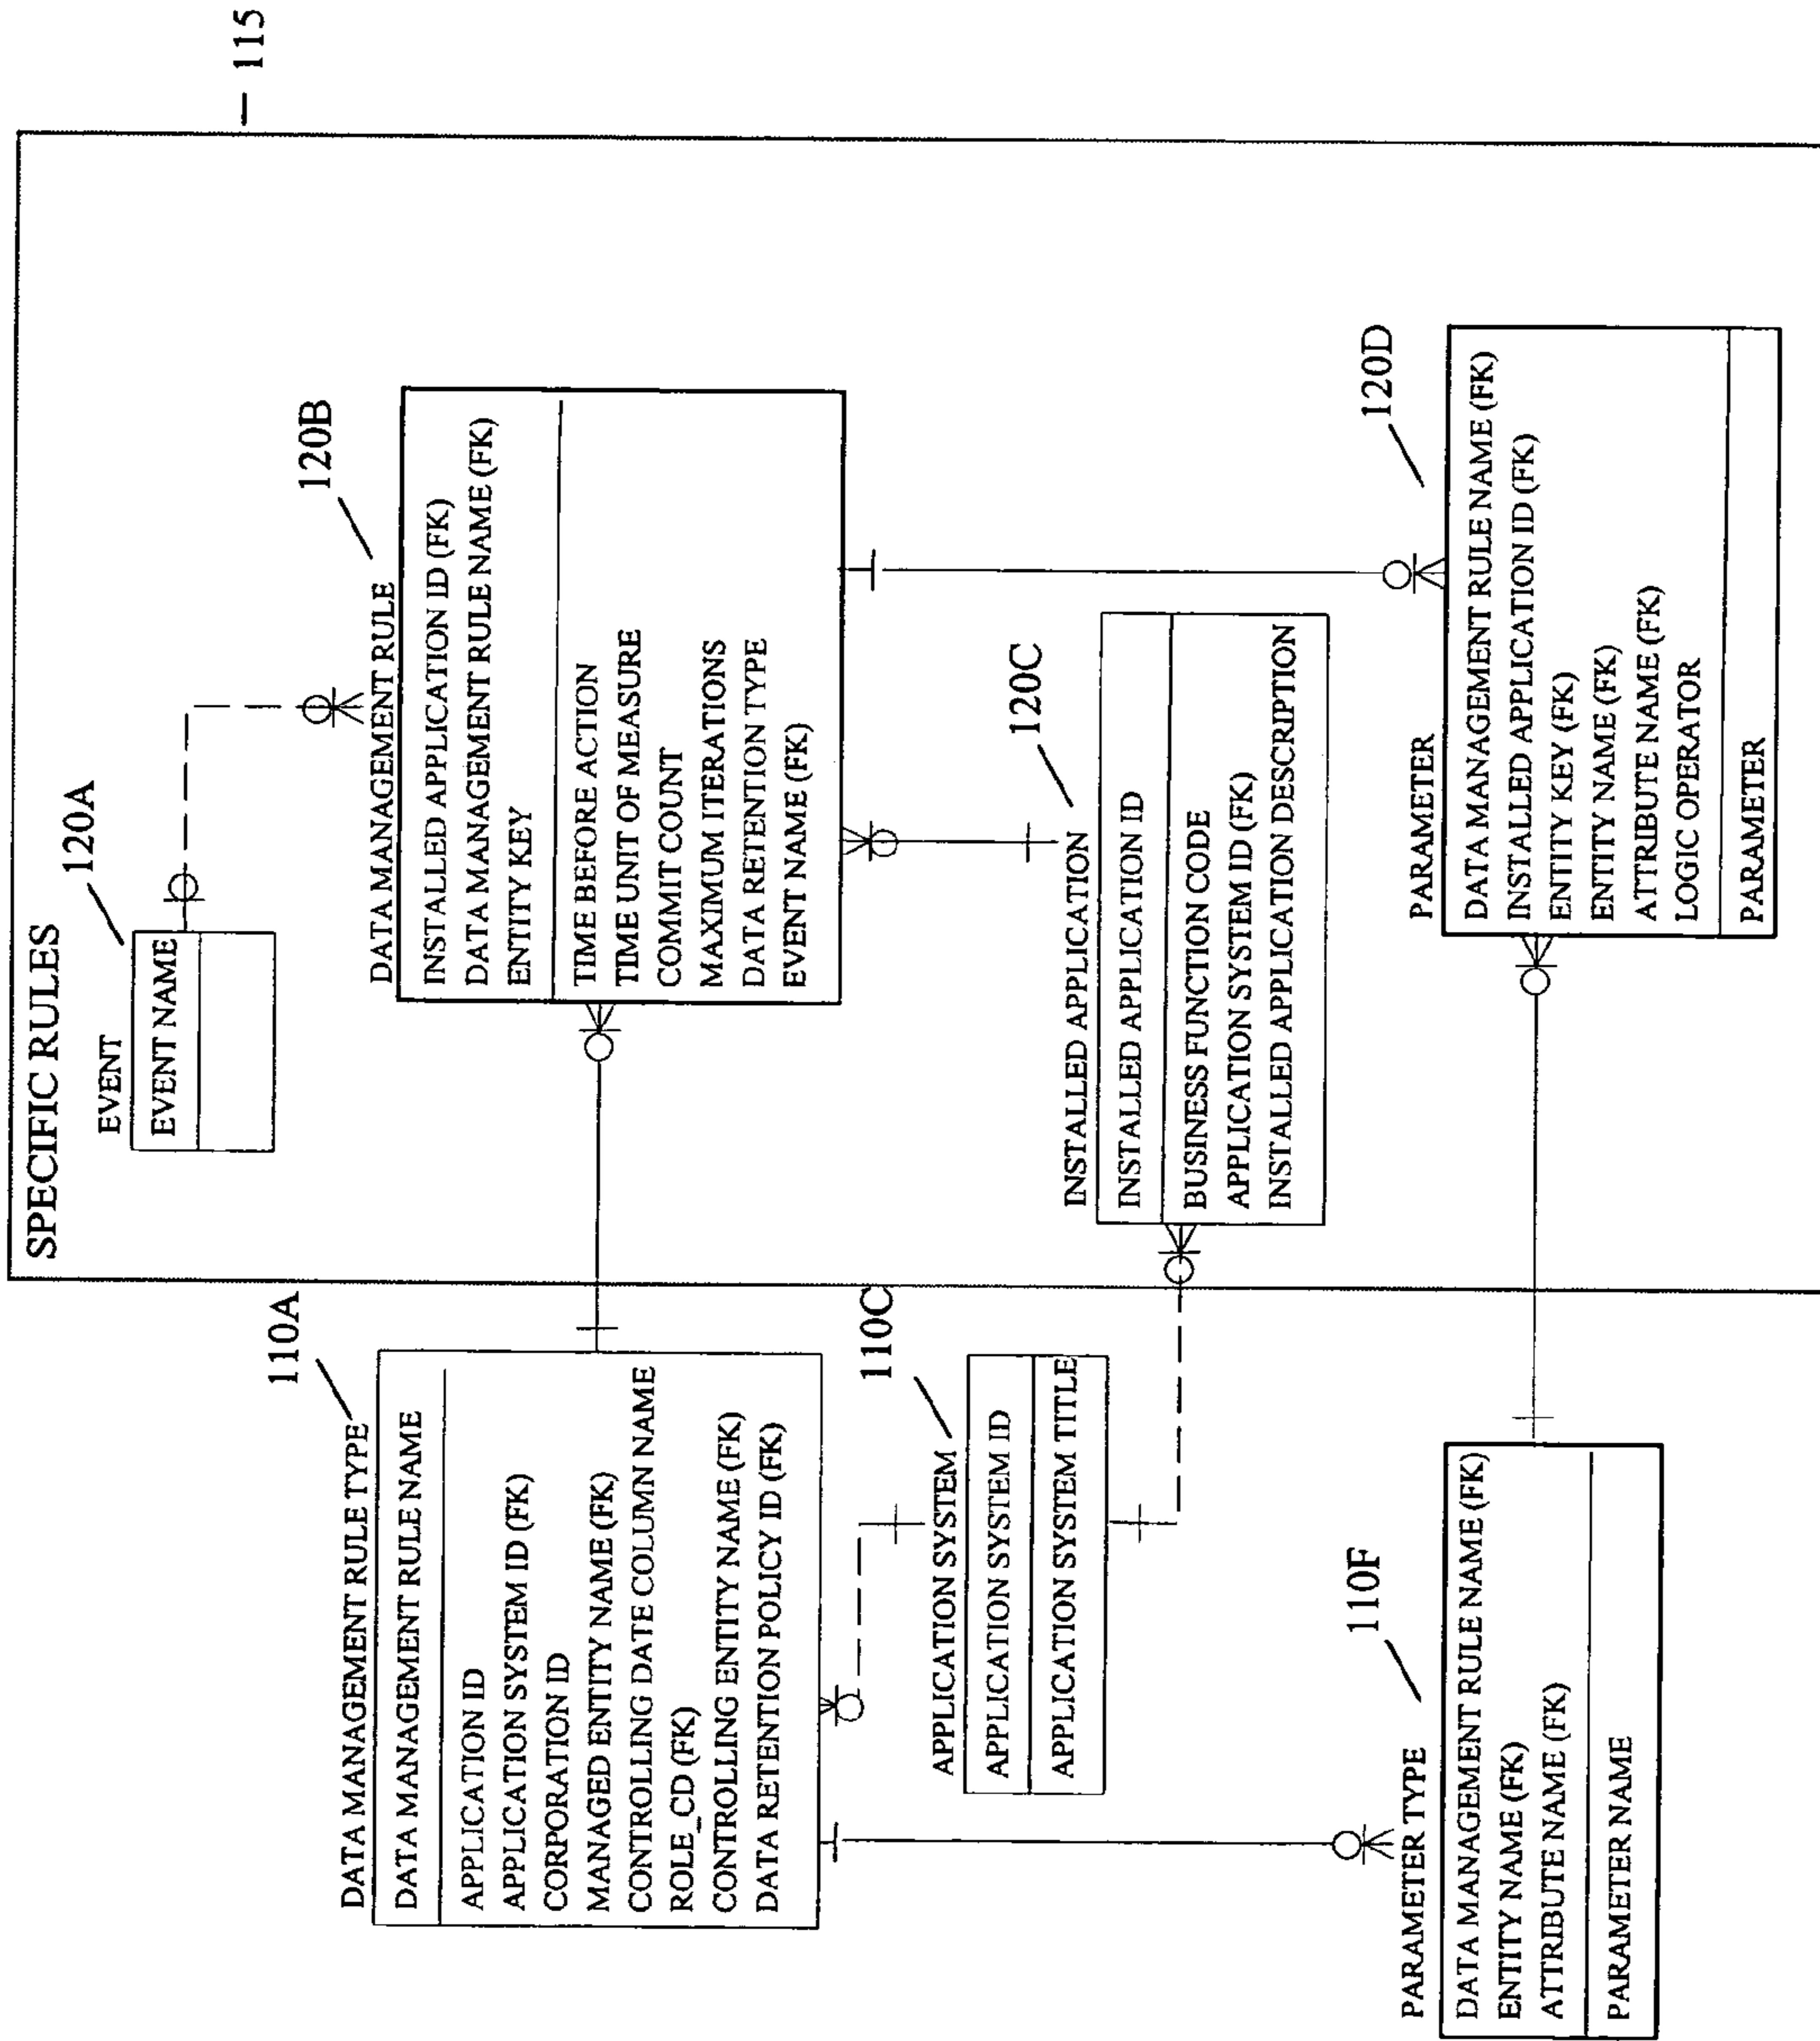 SPECIFIC RULES
115
EVENT
120A
EVENT NAME
DATA MANAGEMENT RULE
120B
INSTALLED APPLICATION ID (FK)
DATA MANAGEMENT RULE NAME (FK)
ENTITY KEY
TIME BEFORE ACTION
TIME UNIT OF MEASURE
COMMIT COUNT
MAXIMUM ITERATIONS
DATA RETENTION TYPE
EVENT NAME (FK)
INSTALLED APPLICATION
120C
INSTALLED APPLICATION ID
BUSINESS FUNCTION CODE
APPLICATION SYSTEM ID (FK)
INSTALLED APPLICATION DESCRIPTION
PARAMETER
120D
DATA MANAGEMENT RULE NAME (FK)
INSTALLED APPLICATION ID (FK)
ENTITY KEY (FK)
ENTITY NAME (FK)
ATTRIBUTE NAME (FK)
LOGIC OPERATOR
PARAMETER
DATA MANAGEMENT RULE TYPE
110A
DATA MANAGEMENT RULE NAME
APPLICATION ID
APPLICATION SYSTEM ID (FK)
CORPORATION ID
MANAGED ENTITY NAME (FK)
CONTROLLING DATE COLUMN NAME
ROLE_CD (FK)
CONTROLLING ENTITY NAME (FK)
DATA RETENTION POLICY ID (FK)
APPLICATION SYSTEM
110C
APPLICATION SYSTEM ID
APPLICATION SYSTEM TITLE
PARAMETER TYPE
110F
DATA MANAGEMENT RULE NAME (FK)
ENTITY NAME (FK)
ATTRIBUTE NAME (FK)
PARAMETER NAME